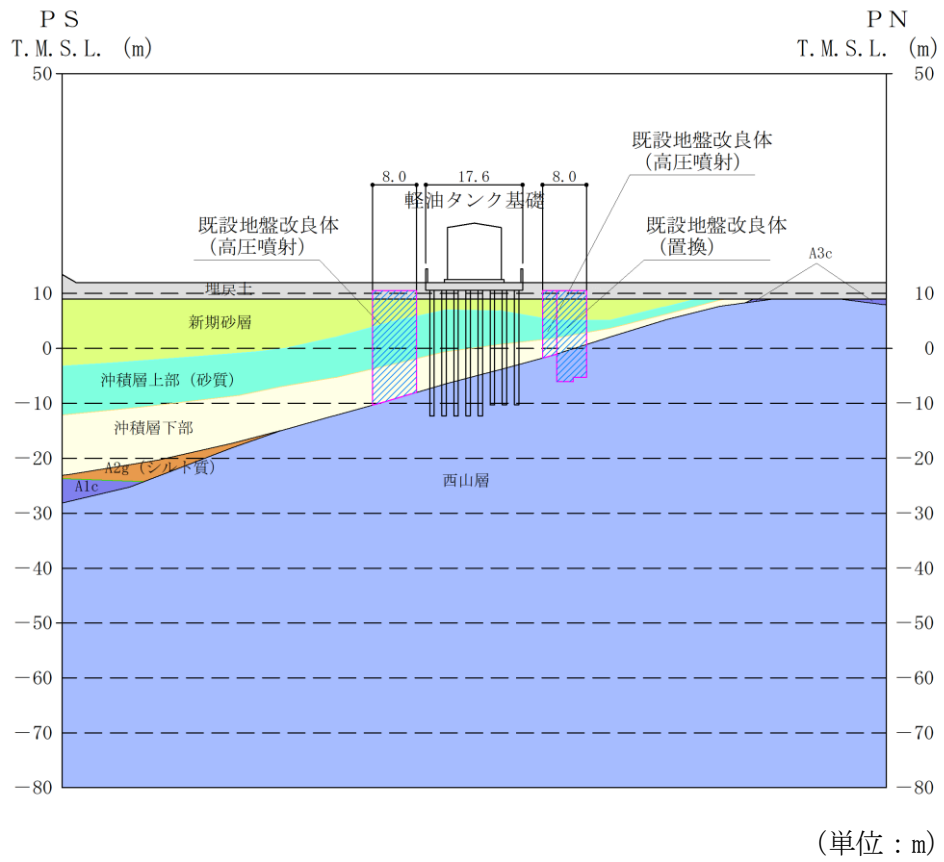 PS
PN
T.M.S.L. (m)
T.M.S.L. (m)
50
50
既設地盤改良体
(高圧噴射)
8.0
17.6
8.0
軽油タンク基礎
既設地盤改良体
(高圧噴射)
既設地盤改良体
(置換)
A3c
埋戻土
10
10
新期砂層
0
0
沖積層上部(砂質)
-10
-10
沖積層下部
-20
-20
A2g(シルト質)
A1c
西山層
-30
-30
-40
-40
-50
-50
-60
-60
-70
-70
-80
-80
(単位:m)